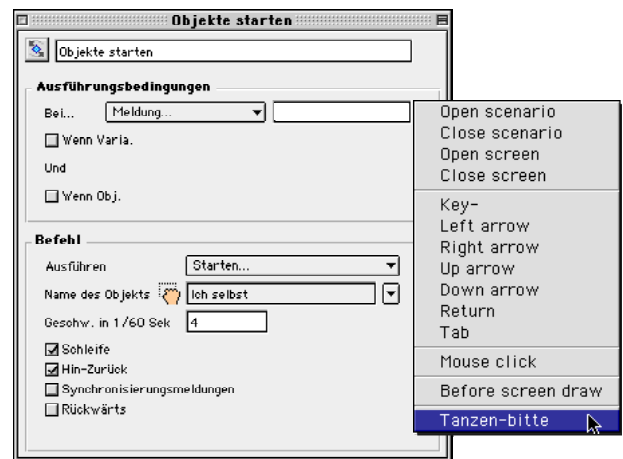 Objekte starten
Objekte starten
Ausführungsbedingungen
Bei... Meldung...
Wenn Varia.
Und
Wenn Obj.
Befehl
Ausführen Starten...
Name des Objekts Ich selbst
Geschw. in 1/60 Sek 4
Schleife
Hin-Zurück
Synchronisierungsmeldungen
Rückwärts
Open scenario
Close scenario
Open screen
Close screen
Key-
Left arrow
Right arrow
Up arrow
Down arrow
Return
Tab
Mouse click
Before screen draw
Tanzen-bitte